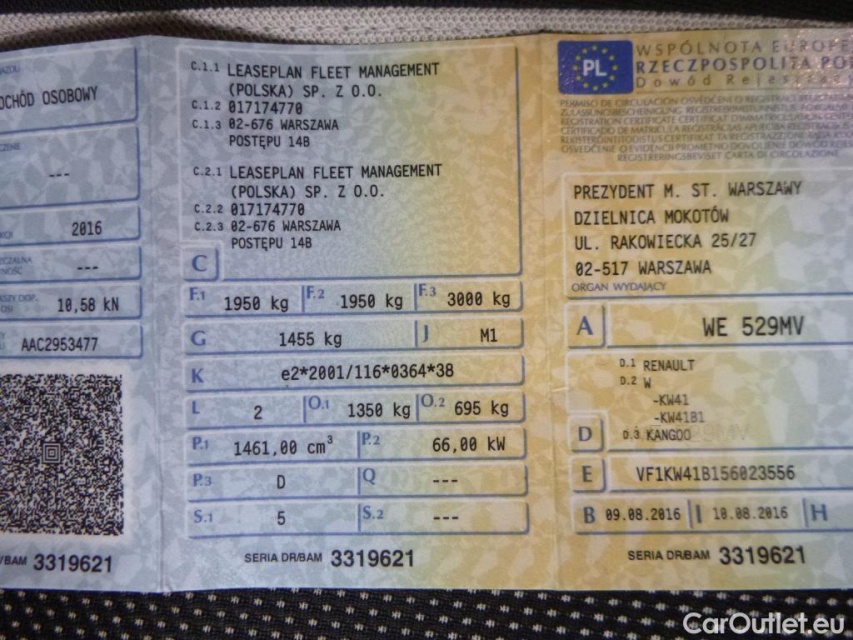 OCHÓD OSOBOWY
---
2016
---
10,58 kN
AAC2953477
/BAM 3319621
C.1.1 LEASEPLAN FLEET MANAGEMENT
(POLSKA) SP. Z O.O.
C.1.2 017174770
C.1.3 02-676 WARSZAWA
POSTĘPU 14B
C.2.1 LEASEPLAN FLEET MANAGEMENT
(POLSKA) SP. Z O.O.
C.2.2 017174770
C.2.3 02-676 WARSZAWA
POSTĘPU 14B
C
F.1 1950 kg F.2 1950 kg F.3 3000 kg
G 1455 kg J M1
K e2*2001/116*0364*38
L 2 O.1 1350 kg O.2 695 kg
P.1 1461,00 cm³ P.2 66,00 kW
P.3 D Q ---
S.1 5 S.2 ---
SERIA DR/BAM 3319621
PL
WSPÓLNOTA EUROPE
RZECZPOSPOLITA PO
Dowód Rejest
PREZYDENT M. ST. WARSZAWY
DZIELNICA MOKOTÓW
UL. RAKOWIECKA 25/27
02-517 WARSZAWA
ORGAN WYDAJĄCY
A WE 529MV
D.1 RENAULT
D.2 W
-KW41
-KW41B1
D D.3 KANGOO
E VF1KW41B156023556
B 09.08.2016 I 10.08.2016 H
SERIA DR/BAM 3319621
CarOutlet.eu